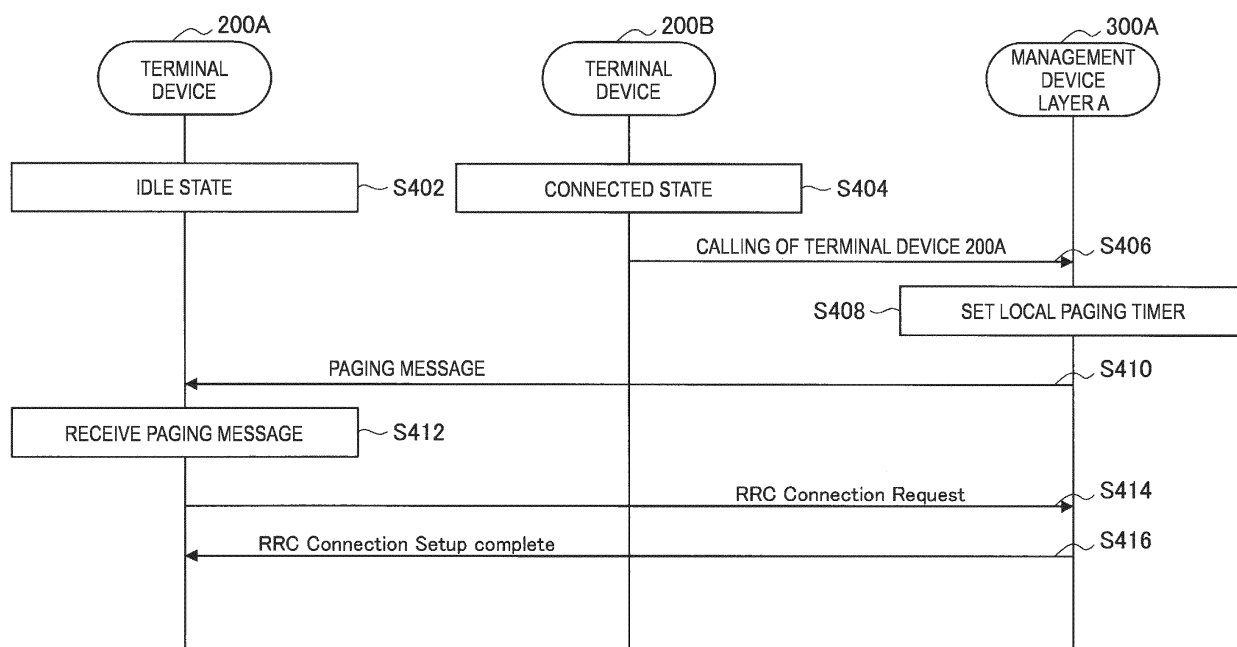 200A
200B
300A
TERMINAL
DEVICE
TERMINAL
DEVICE
MANAGEMENT
DEVICE
LAYER A
IDLE STATE
S402
CONNECTED STATE
S404
CALLING OF TERMINAL DEVICE 200A
S406
S408
SET LOCAL PAGING TIMER
PAGING MESSAGE
S410
RECEIVE PAGING MESSAGE
S412
RRC Connection Request
S414
RRC Connection Setup complete
S416